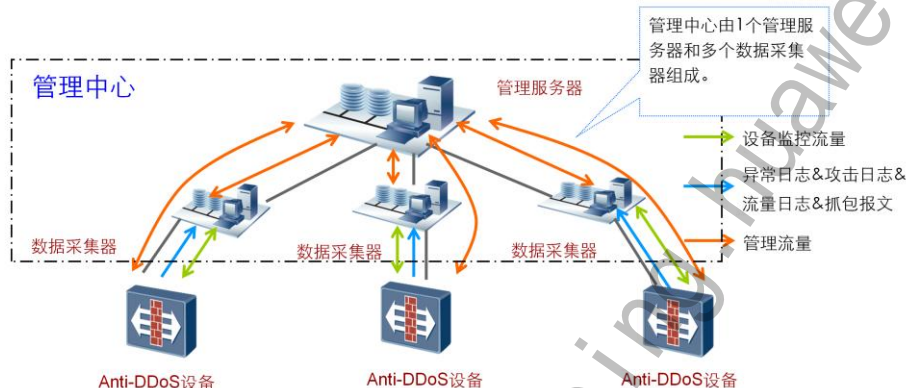 管理中心由1个管理服
务器和多个数据采集
器组成。
管理中心
管理服务器
设备监控流量
异常日志&攻击日志&
流量日志&抓包报文
管理流量
数据采集器
数据采集器
数据采集器
Anti-DDoS设备
Anti-DDoS设备
Anti-DDoS设备
ing.huawe